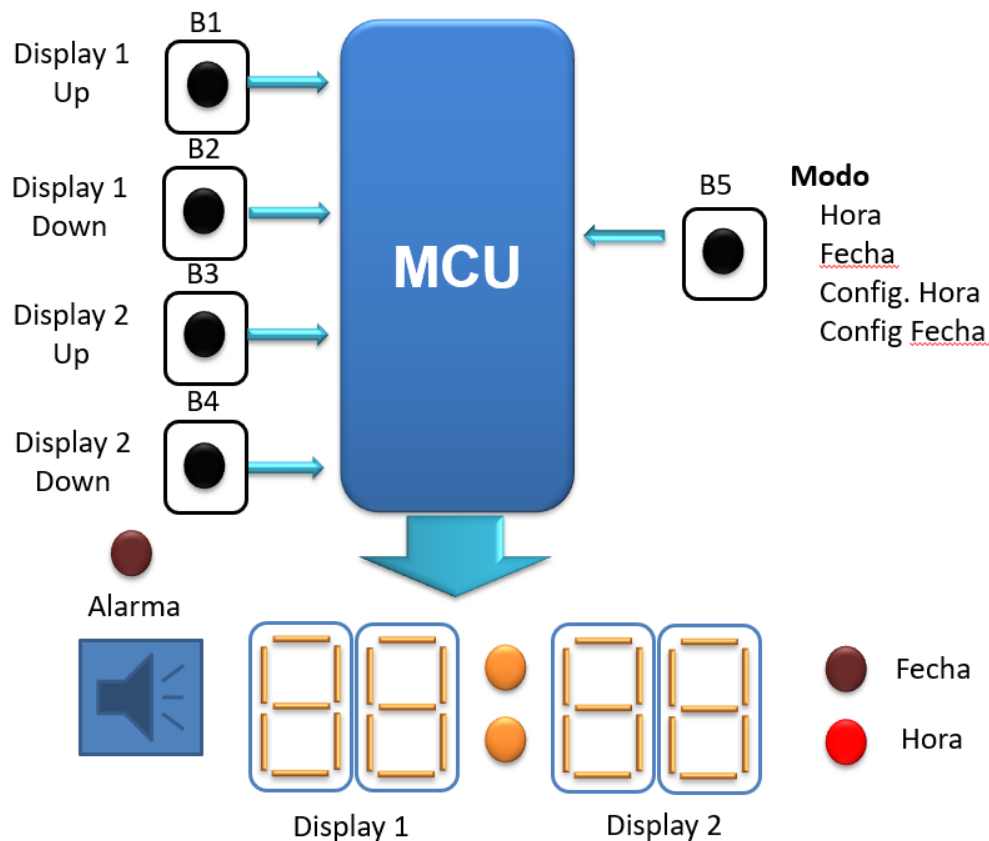 B1
Display 1
Up
B2
Display 1
Down
B3
Display 2
Up
B4
Display 2
Down
MCU
B5
Modo
Hora
Fecha
Config. Hora
Config Fecha
Alarma
Fecha
Hora
Display 1
Display 2